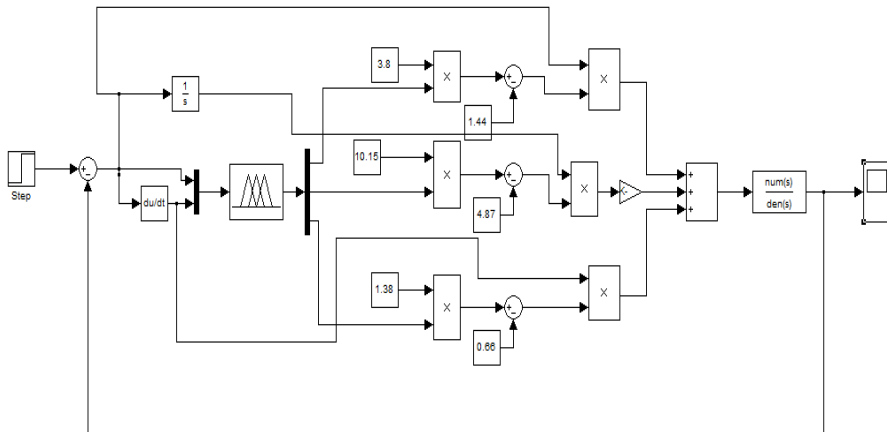 3.8
X
X
+
−
1.44
1
s
10.15
X
+
−
X
4.87
+
−
Step
du/dt
+
+
+
num(s)
den(s)
1.38
X
+
−
X
0.66